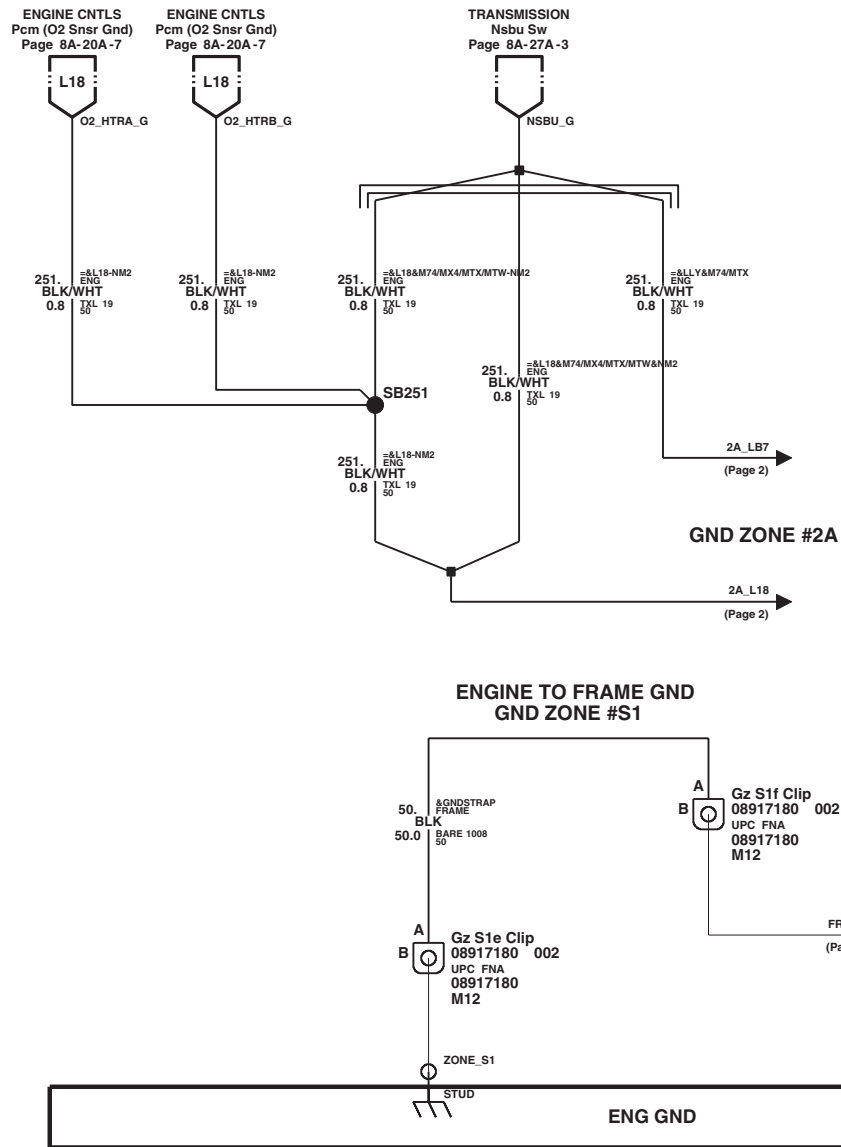 ENGINE CNTLS
Pcm (O2 Snsr Gnd)
Page 8A-20A-7
L18
O2_HTRA_G
ENGINE CNTLS
Pcm (O2 Snsr Gnd)
Page 8A-20A-7
L18
O2_HTRB_G
TRANSMISSION
Nsbu Sw
Page 8A-27A-3
NSBU_G
251.
BLK/WHT
0.8
=&L18-NM2
ENG
TXL 19
50
251.
BLK/WHT
0.8
=&L18-NM2
ENG
TXL 19
50
251.
BLK/WHT
0.8
=&L18&M74/MX4/MTX/MTW-NM2
ENG
TXL 19
50
251.
BLK/WHT
0.8
=&LLY&M74/MTX
ENG
TXL 19
50
251.
BLK/WHT
0.8
=&L18&M74/MX4/MTX/MTW&NM2
ENG
TXL 19
50
SB251
251.
BLK/WHT
0.8
=&L18-NM2
ENG
TXL 19
50
2A_LB7
(Page 2)
GND ZONE #2A
2A_L18
(Page 2)
ENGINE TO FRAME GND
GND ZONE #S1
50.
BLK
50.0
&GNDSTRAP
FRAME
BARE 1008
50
A
B
Gz S1f Clip
08917180 002
UPC FNA
08917180
M12
FR
(Pa
A
B
Gz S1e Clip
08917180 002
UPC FNA
08917180
M12
ZONE_S1
STUD
ENG GND